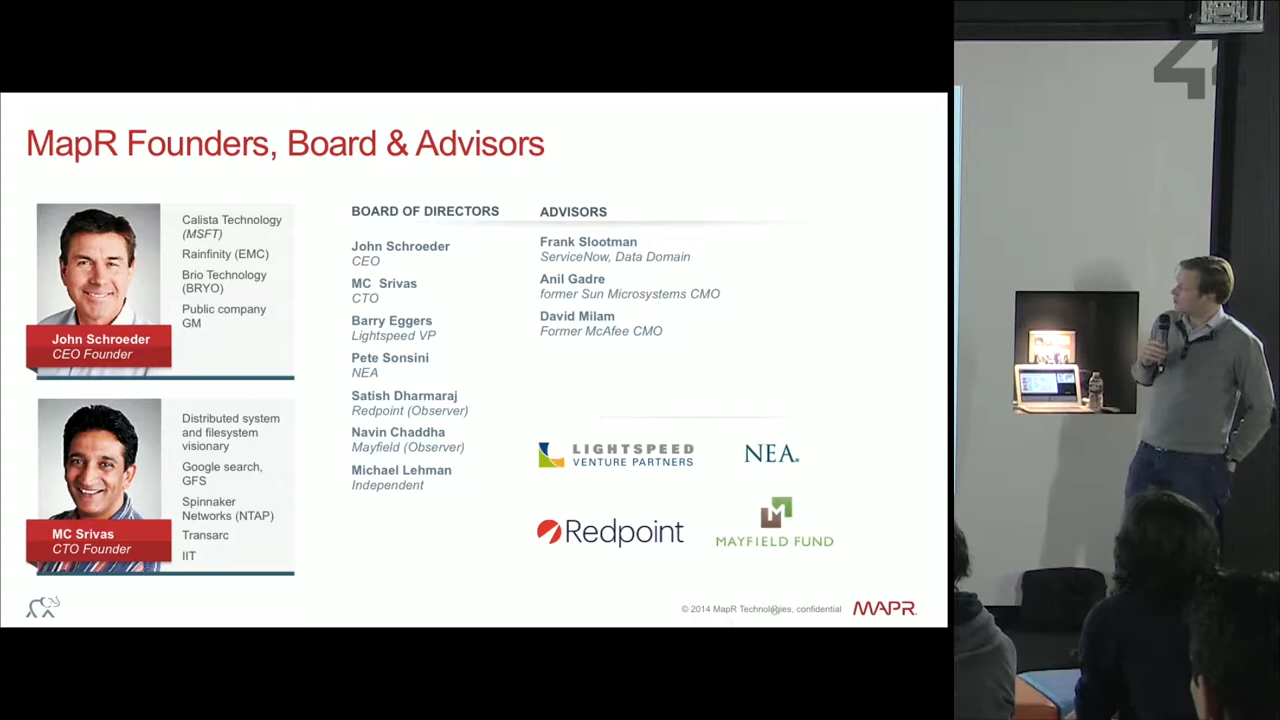 MapR Founders, Board & Advisors
Calista Technology
(MSFT)
Rainfinity (EMC)
Brio Technology
(BRYO)
Public company
GM
John Schroeder
CEO Founder
Distributed system
and filesystem
visionary
Google search,
GFS
Spinnaker
Networks (NTAP)
Transarc
IIT
MC Srivas
CTO Founder
BOARD OF DIRECTORS
John Schroeder
CEO
MC Srivas
CTO
Barry Eggers
Lightspeed VP
Pete Sonsini
NEA
Satish Dharmaraj
Redpoint (Observer)
Navin Chaddha
Mayfield (Observer)
Michael Lehman
Independent
ADVISORS
Frank Slootman
ServiceNow, Data Domain
Anil Gadre
former Sun Microsystems CMO
David Milam
Former McAfee CMO
LIGHTSPEED
VENTURE PARTNERS
NEA.
Redpoint
M
MAYFIELD FUND
© 2014 MapR Technologies, confidential
MAPR
42